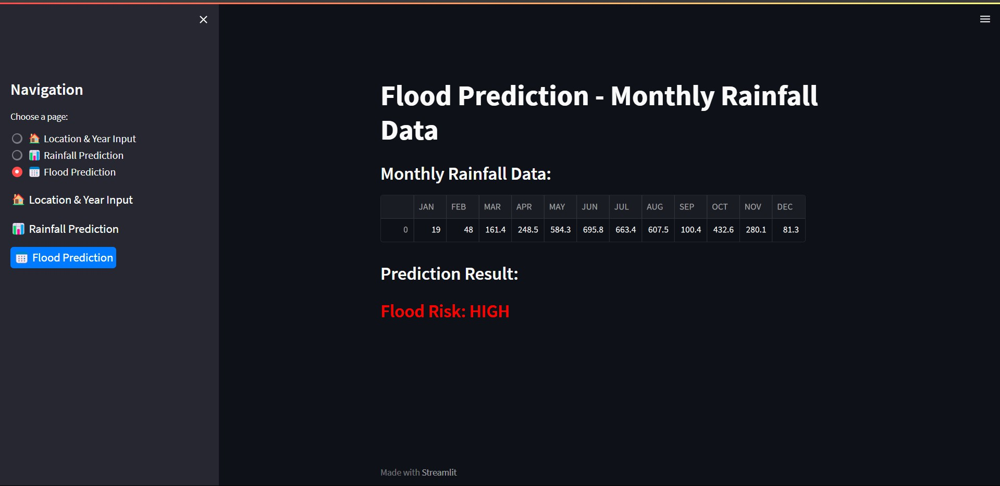 Navigation
Choose a page:
Location & Year Input
Rainfall Prediction
Flood Prediction
Location & Year Input
Rainfall Prediction
Flood Prediction
Flood Prediction - Monthly Rainfall
Data
Monthly Rainfall Data:
JAN FEB MAR APR MAY JUN JUL AUG SEP OCT NOV DEC
0 19 48 161.4 248.5 584.3 695.8 663.4 607.5 100.4 432.6 280.1 81.3
Prediction Result:
Flood Risk: HIGH
Made with Streamlit